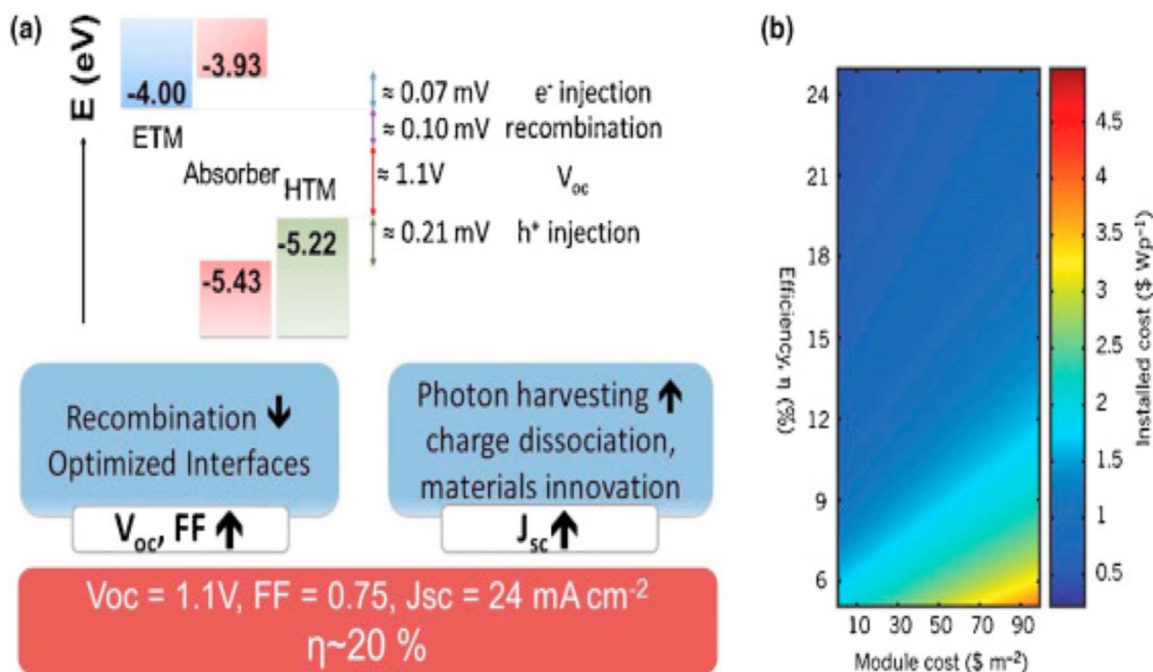 (a)
E (eV)
-4.00
-3.93
ETM
Absorber
HTM
-5.22
-5.43
≈ 0.07 mV e⁻ injection
≈ 0.10 mV recombination
≈ 1.1V V_oc
≈ 0.21 mV h⁺ injection
Recombination ↓
Optimized Interfaces
V_oc, FF ↑
Photon harvesting ↑
charge dissociation,
materials innovation
J_sc ↑
Voc = 1.1V, FF = 0.75, Jsc = 24 mA cm⁻²
η~20 %
(b)
Efficiency, η (%)
24
21
18
15
12
9
6
10 30 50 70 90
Module cost ($ m⁻²)
4.5
4
3.5
3
2.5
2
1.5
1
0.5
Installed cost ($ Wp⁻¹)